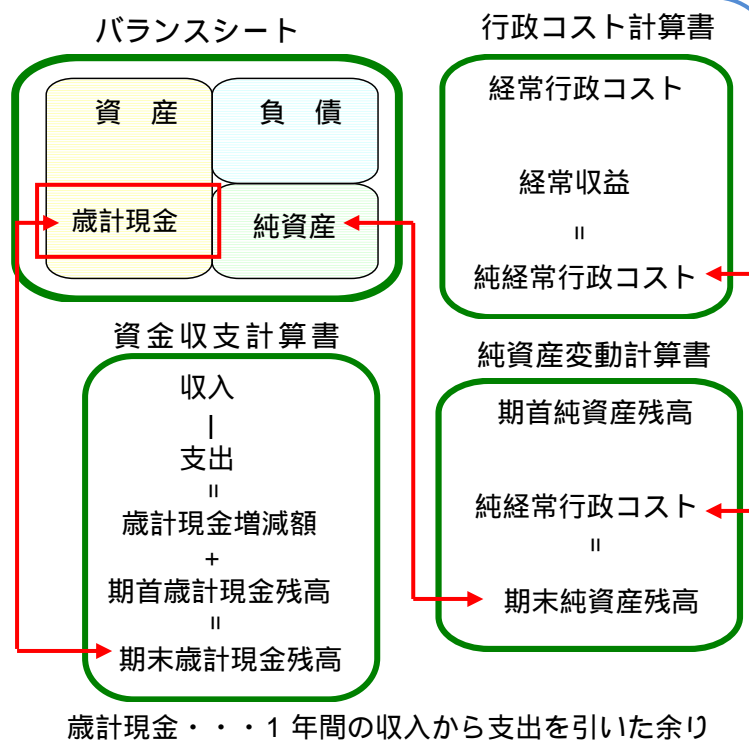 バランスシート
資　産
負　債
歳計現金
純資産
行政コスト計算書
経常行政コスト
経常収益
=
純経常行政コスト
資金収支計算書
収入
|
支出
=
歳計現金増減額
+
期首歳計現金残高
=
期末歳計現金残高
純資産変動計算書
期首純資産残高
純経常行政コスト
=
期末純資産残高
歳計現金・・・1年間の収入から支出を引いた余り